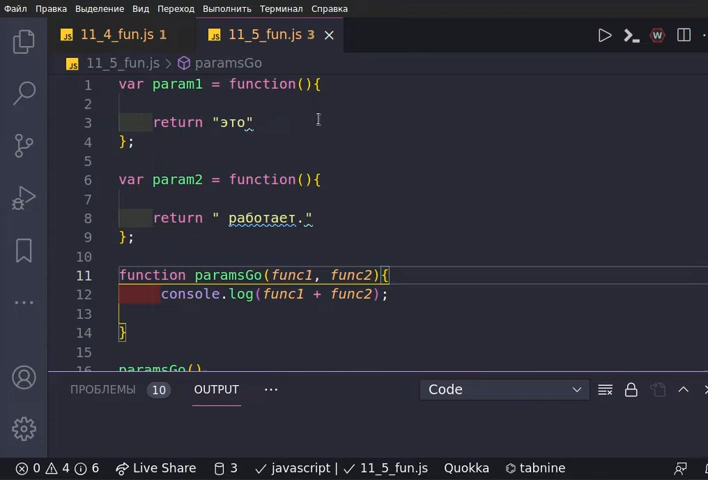 Файл Правка Выделение Вид Переход Выполнить Терминал Справка
JS 11_4_fun.js 1 JS 11_5_fun.js 3
JS 11_5_fun.js > paramsGo
1 var param1 = function(){
2
3 return "это"
4 };
5
6 var param2 = function(){
7
8 return " работает."
9 };
10
11 function paramsGo(func1, func2){
12 console.log(func1 + func2);
13
14 }
15
16 paramsGo()
ПРОБЛЕМЫ 10 OUTPUT Code
0 4 6 Live Share 3 javascript | 11_5_fun.js Quokka tabnine